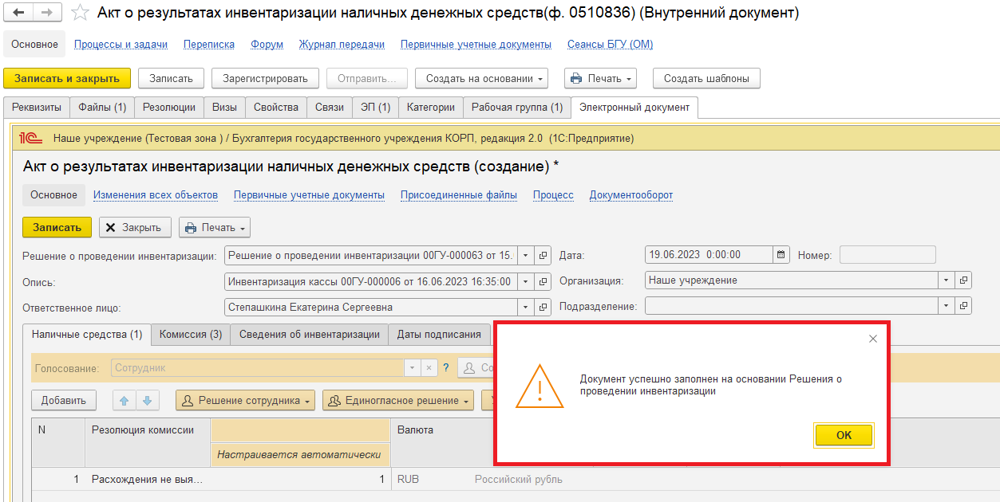 Акт о результатах инвентаризации наличных денежных средств(ф. 0510836) (Внутренний документ)
Основное Процессы и задачи Переписка Форум Журнал передачи Первичные учетные документы Сеансы БГУ (ОМ)
Записать и закрыть Записать Зарегистрировать Отправить... Создать на основании Печать Создать шаблоны
Реквизиты Файлы (1) Резолюции Визы Свойства Связи ЭП (1) Категории Рабочая группа (1) Электронный документ
1С Наше учреждение (Тестовая зона ) / Бухгалтерия государственного учреждения КОРП, редакция 2.0 (1С:Предприятие)
Акт о результатах инвентаризации наличных денежных средств (создание) *
Основное Изменения всех объектов Первичные учетные документы Присоединенные файлы Процесс Документооборот
Записать Закрыть Печать
Решение о проведении инвентаризации: Решение о проведении инвентаризации 00ГУ-000063 от 15. Дата: 19.06.2023 0:00:00 Номер:
Опись: Инвентаризация кассы 00ГУ-000006 от 16.06.2023 16:35:00 Организация: Наше учреждение
Ответственное лицо: Степашкина Екатерина Сергеевна Подразделение:
Наличные средства (1) Комиссия (3) Сведения об инвентаризации Даты подписания
Голосование: Сотрудник ? Со
Добавить Решение сотрудника Единогласное решение
N Резолюция комиссии Валюта
Настраивается автоматически
1 Расхождения не выя... 1 RUB Российский рубль
Документ успешно заполнен на основании Решения о
проведении инвентаризации
ОК